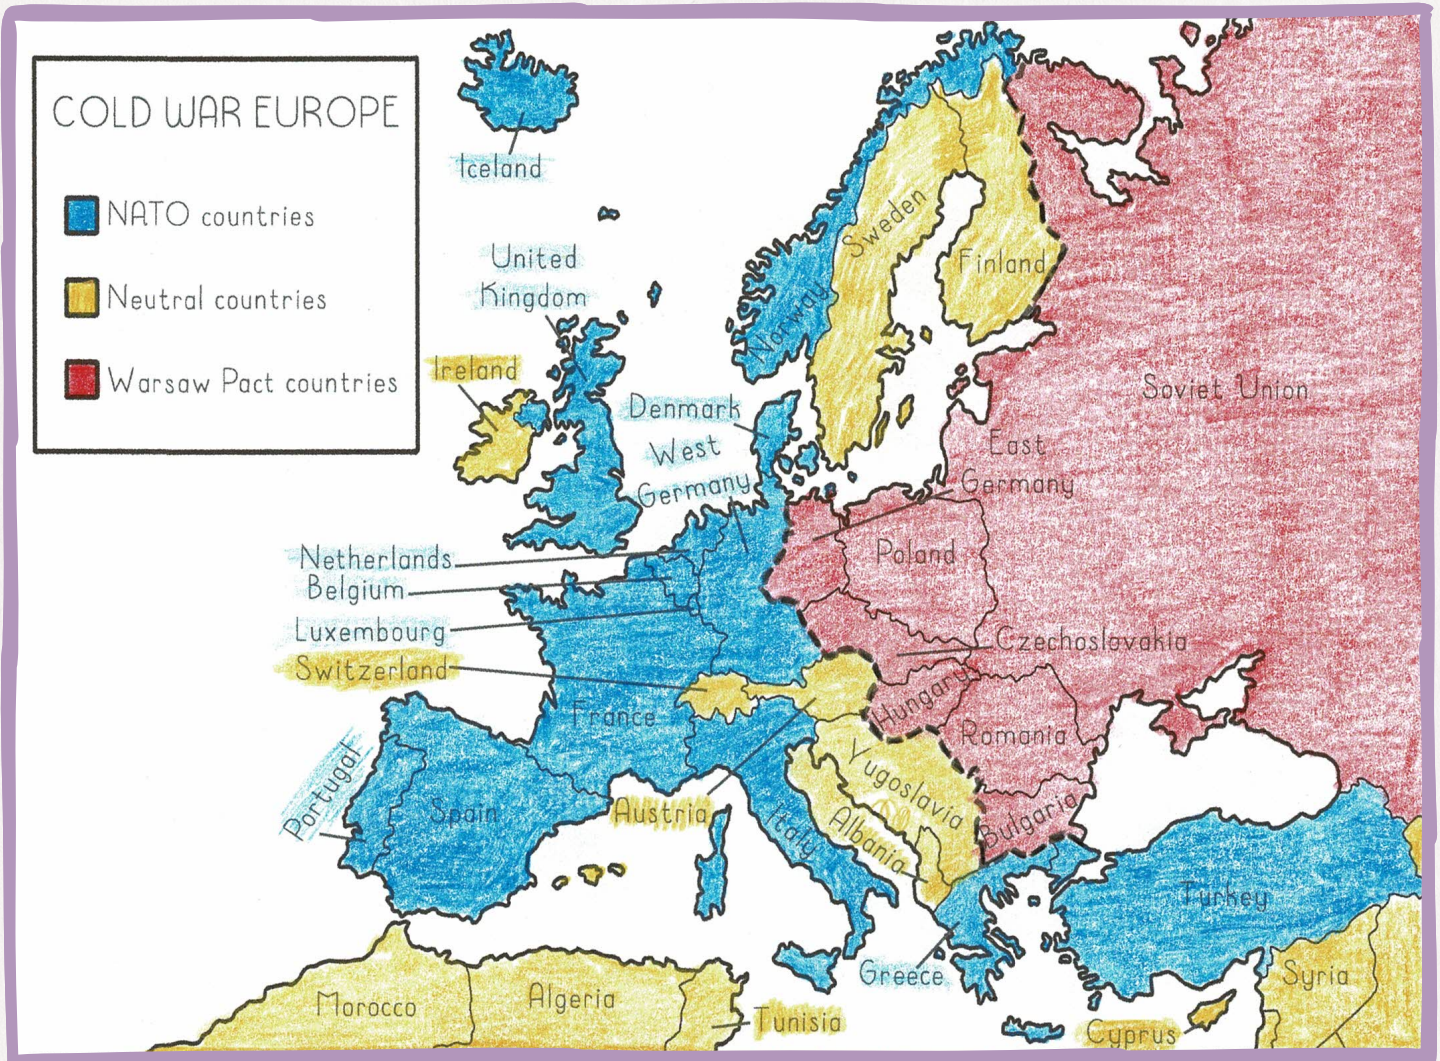 COLD WAR EUROPE
NATO countries
Neutral countries
Warsaw Pact countries
Iceland
United
Kingdom
Ireland
Sweden
Finland
Norway
Soviet Union
Denmark
West
Germany
East
Germany
Netherlands
Belgium
Luxembourg
Switzerland
Poland
Czechoslovakia
Hungary
Romania
France
Portugal
Spain
Austria
Italy
Yugoslavia
Albania
Bulgaria
Turkey
Greece
Syria
Morocco
Algeria
Tunisia
Cyprus